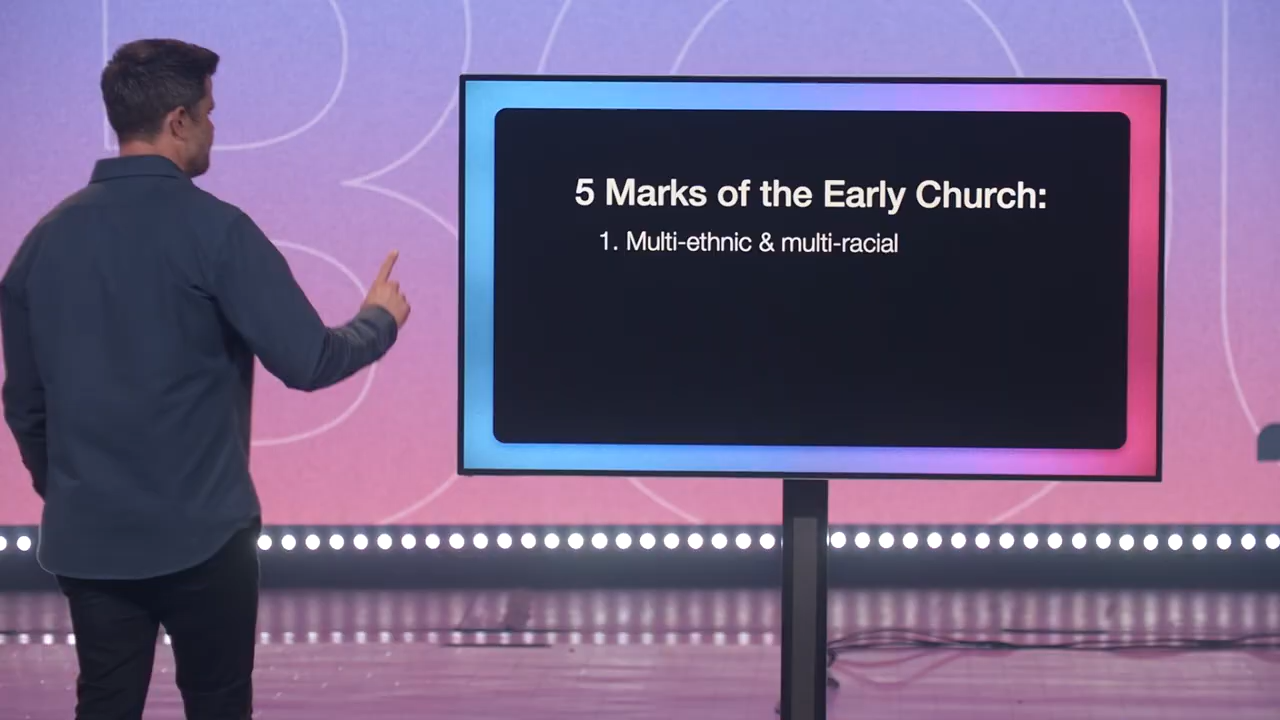 5 Marks of the Early Church:
1. Multi-ethnic & multi-racial